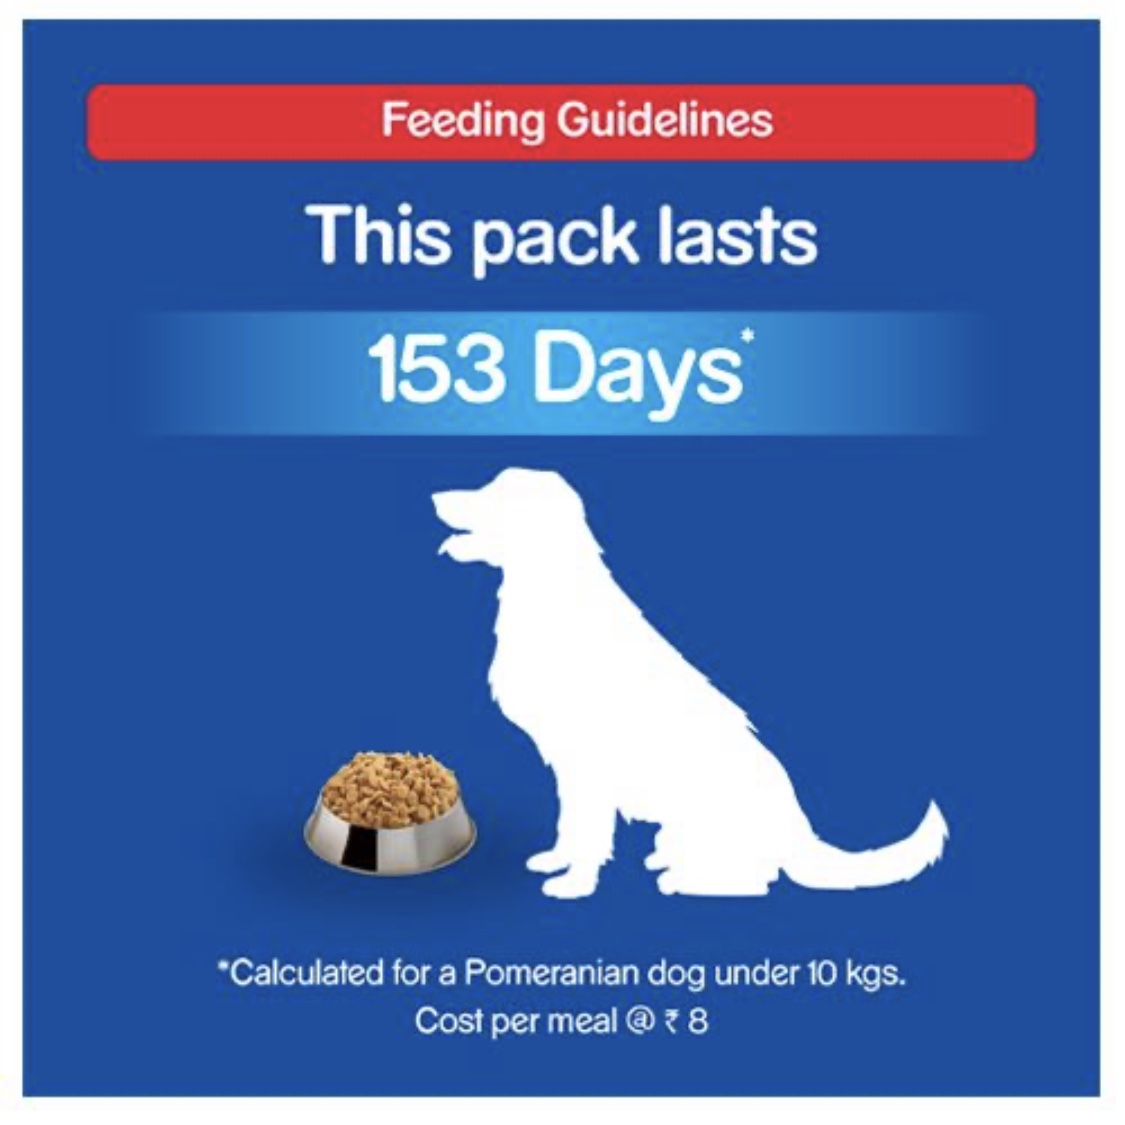 Feeding Guidelines
This pack lasts
153 Days*
*Calculated for a Pomeranian dog under 10 kgs.
Cost per meal @ ₹ 8